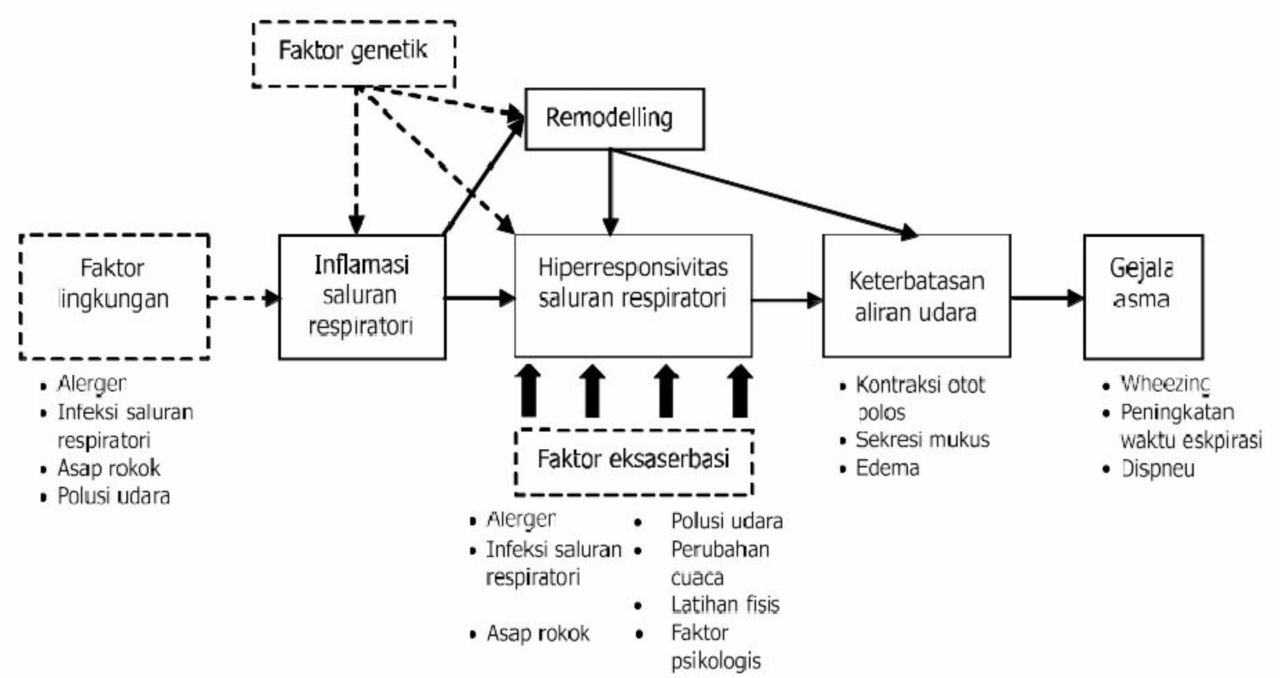 Faktor genetik
Remodelling
Faktor
lingkungan
Inflamasi
saluran
respiratori
Hiperresponsivitas
saluran respiratori
Keterbatasan
aliran udara
Gejala
asma
• Alergen
• Infeksi saluran
respiratori
• Asap rokok
• Polusi udara
Faktor eksaserbasi
• Alergen
• Infeksi saluran
respiratori
• Asap rokok
• Polusi udara
• Perubahan
cuaca
• Latihan fisis
• Faktor
psikologis
• Kontraksi otot
polos
• Sekresi mukus
• Edema
• Wheezing
• Peningkatan
waktu eskpirasi
• Dispneu